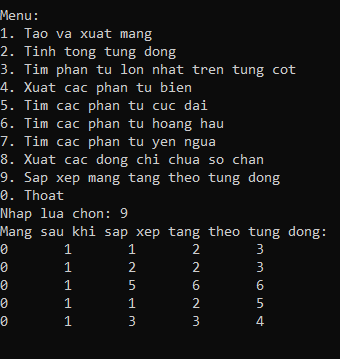 Menu:
1. Tao va xuat mang
2. Tinh tong tung dong
3. Tim phan tu lon nhat tren tung cot
4. Xuat cac phan tu bien
5. Tim cac phan tu cuc dai
6. Tim cac phan tu hoang hau
7. Tim cac phan tu yen ngua
8. Xuat cac dong chi chua so chan
9. Sap xep mang tang theo tung dong
0. Thoat
Nhap lua chon: 9
Mang sau khi sap xep tang theo tung dong:
0 1 1 2 3
0 1 2 2 3
0 1 5 6 6
0 1 1 2 5
0 1 3 3 4